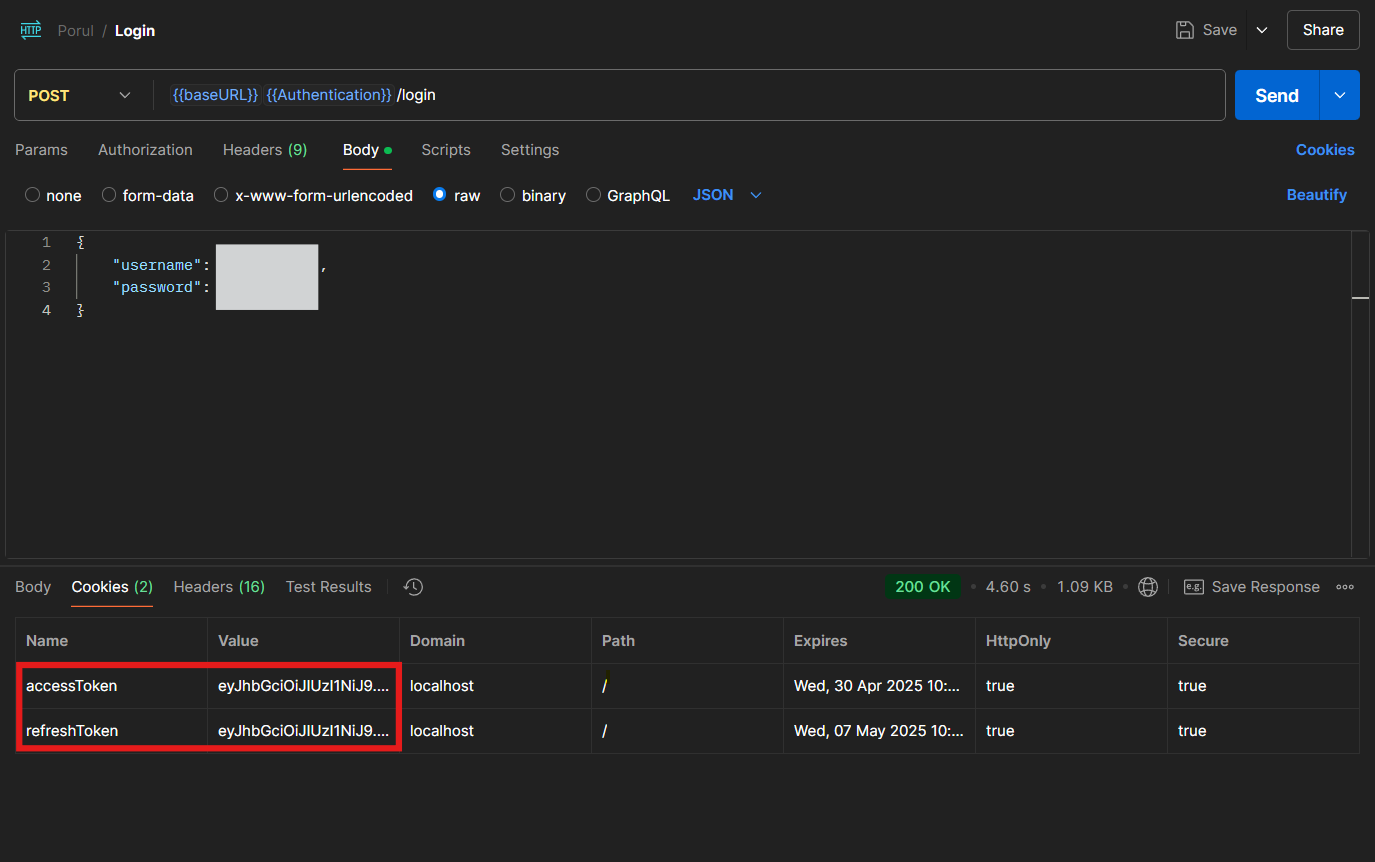 HTTP Porul / Login Save Share
POST {{baseURL}} {{Authentication}} /login Send
Params Authorization Headers (9) Body Scripts Settings Cookies
none form-data x-www-form-urlencoded raw binary GraphQL JSON Beautify
1 {
2 "username": ,
3 "password":
4 }
Body Cookies (2) Headers (16) Test Results 200 OK • 4.60 s • 1.09 KB • e.g. Save Response
Name Value Domain Path Expires HttpOnly Secure
accessToken eyJhbGciOiJIUzI1NiJ9.... localhost / Wed, 30 Apr 2025 10:... true true
refreshToken eyJhbGciOiJIUzI1NiJ9.... localhost / Wed, 07 May 2025 10:... true true